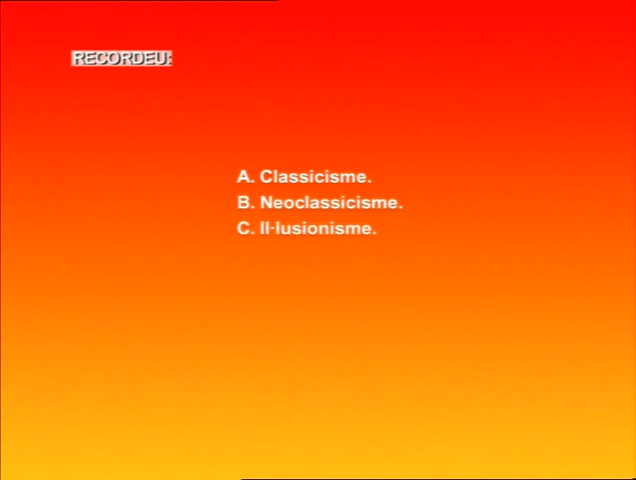 RECORDEU:
A. Classicisme.
B. Neoclassicisme.
C. Il·lusionisme.